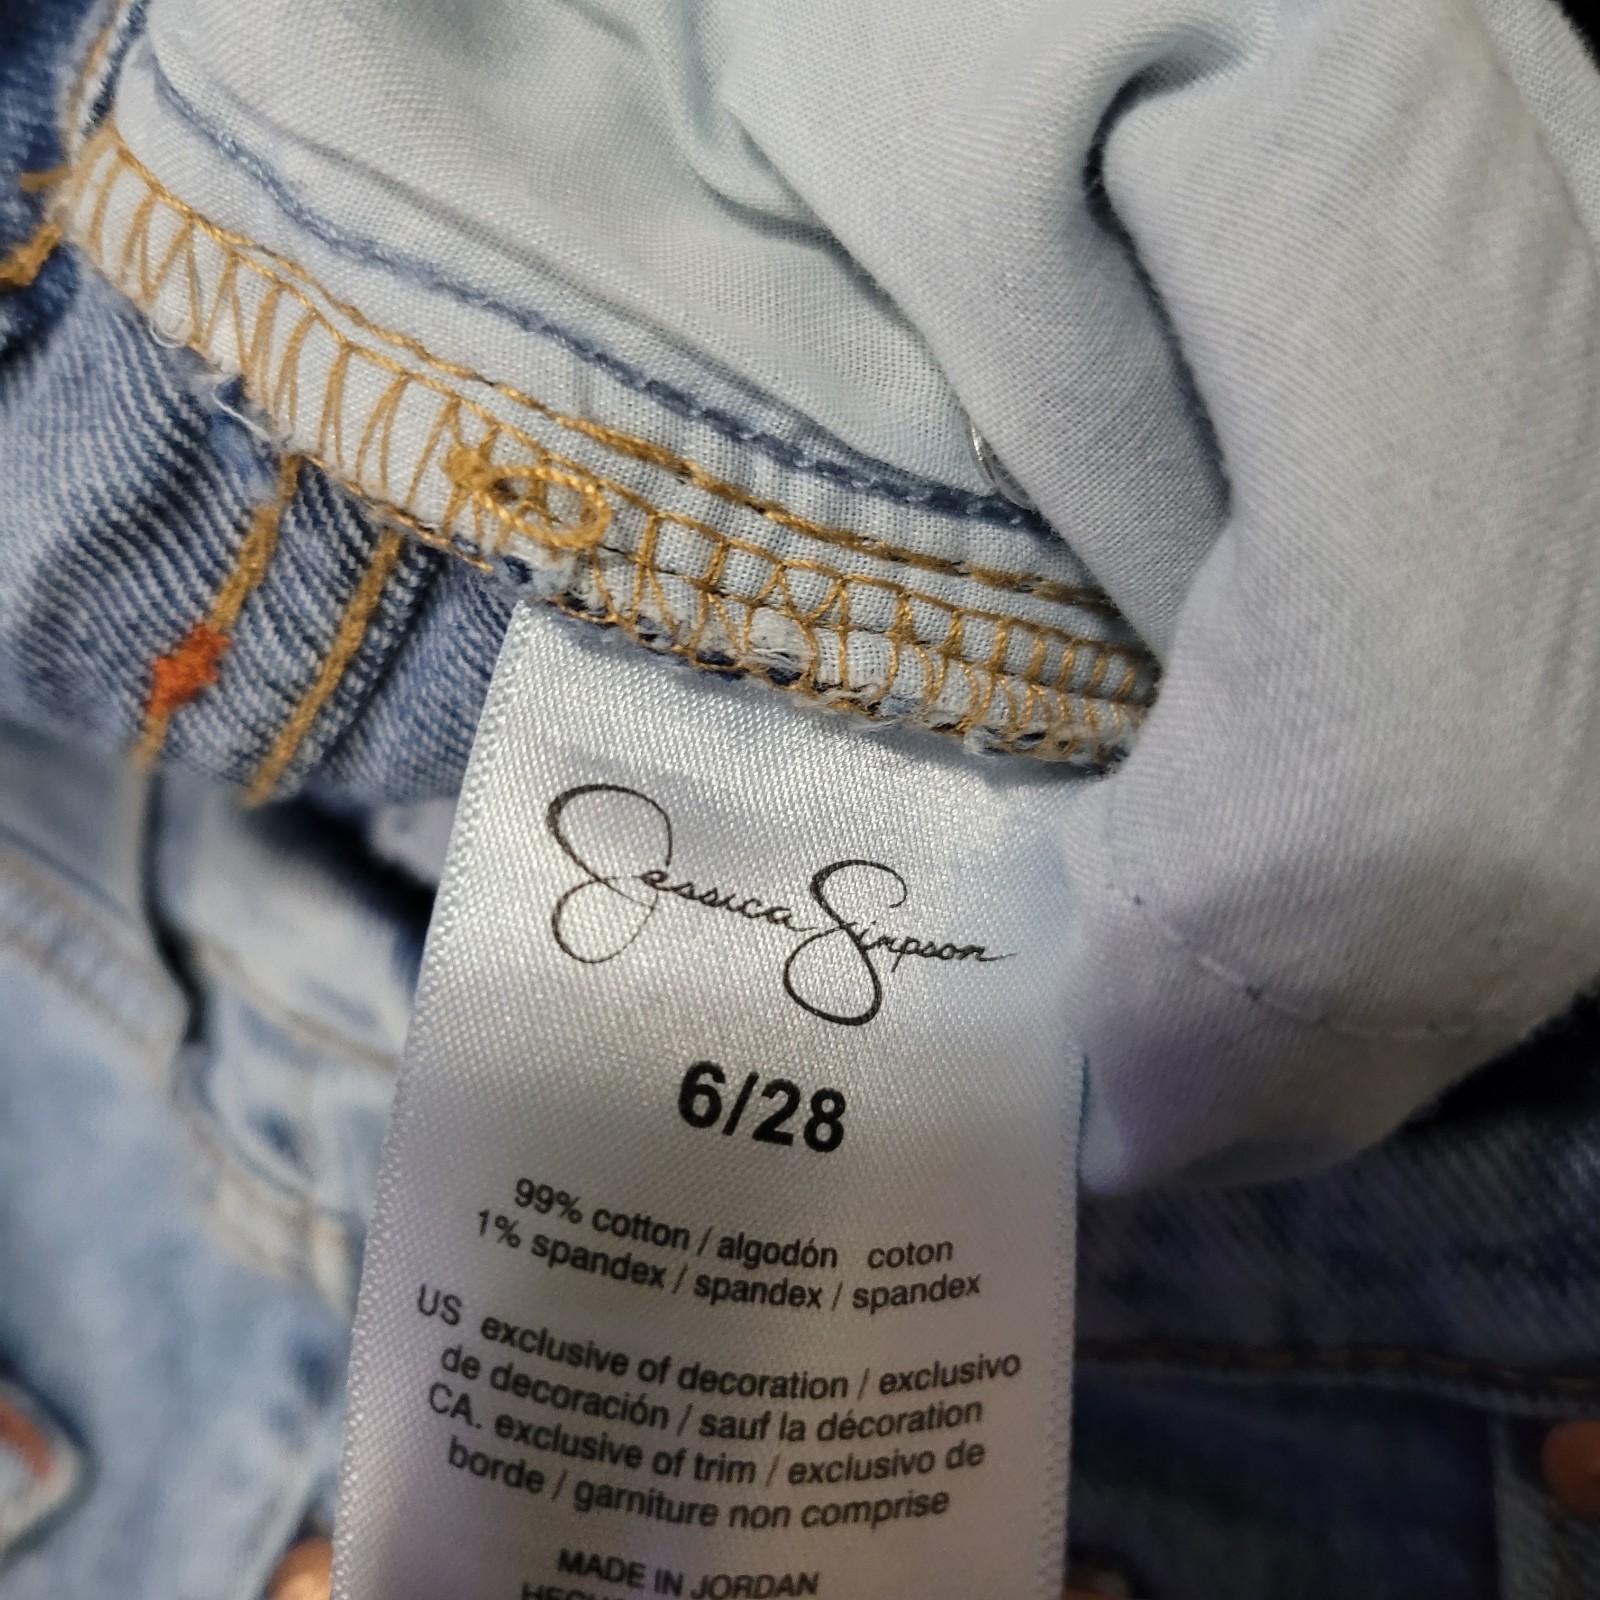 Jessica Simpson
6/28
99% cotton / algodón coton
1% spandex / spandex / spandex
US exclusive of decoration / exclusivo
de decoración / sauf la décoration
CA. exclusive of trim / exclusivo de
borde / garniture non comprise
MADE IN JORDAN